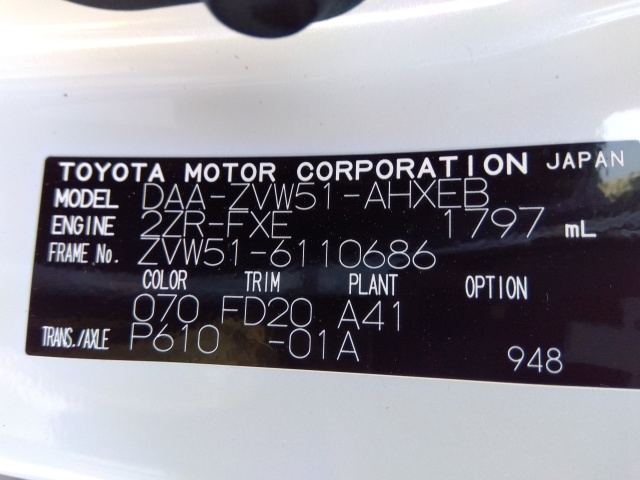 TOYOTA MOTOR CORPORATION JAPAN
MODEL DAA-ZVW51-AHXEB
ENGINE 2ZR-FXE 1797 mL
FRAME No. ZVW51-6110686
COLOR TRIM PLANT OPTION
070 FD20 A41
TRANS./AXLE P610 -01A 948